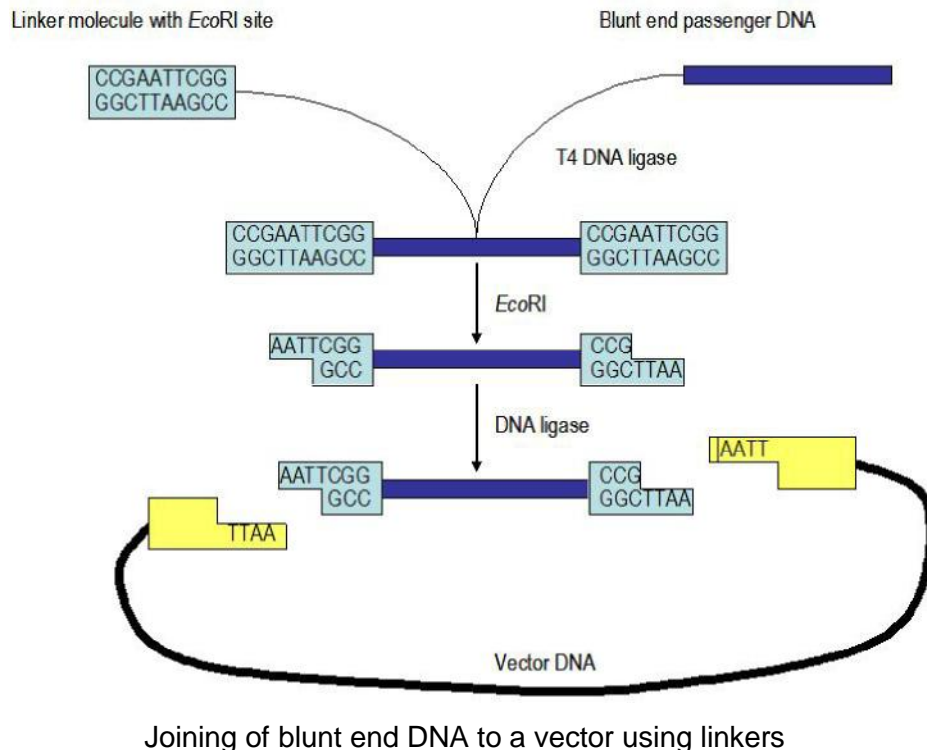 Linker molecule with EcoRI site
Blunt end passenger DNA
CCGAATTCGG
GGCTTAAGCC
T4 DNA ligase
CCGAATTCGG
GGCTTAAGCC
CCGAATTCGG
GGCTTAAGCC
EcoRI
AATTCGG
GCC
CCG
GGCTTAA
DNA ligase
AATT
AATTCGG
GCC
CCG
GGCTTAA
TTAA
Vector DNA
Joining of blunt end DNA to a vector using linkers